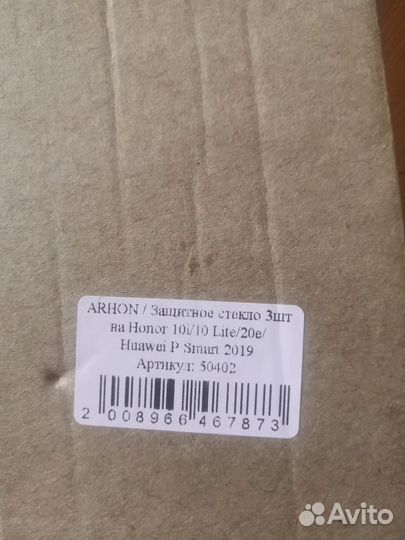 ARHON / Защитное стекло 3шт
на Honor 10i/10 Lite/20e/
Huawei P Smart 2019
Артикул: 50402
2 008966 467873
Avito